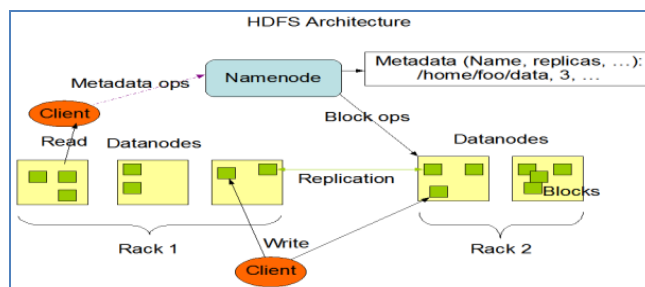 HDFS Architecture
Metadata (Name, replicas, ...):
/home/foo/data, 3, ...
Namenode
Metadata ops
Client
Block ops
Read
Datanodes
Datanodes
Replication
Blocks
Rack 1
Write
Rack 2
Client